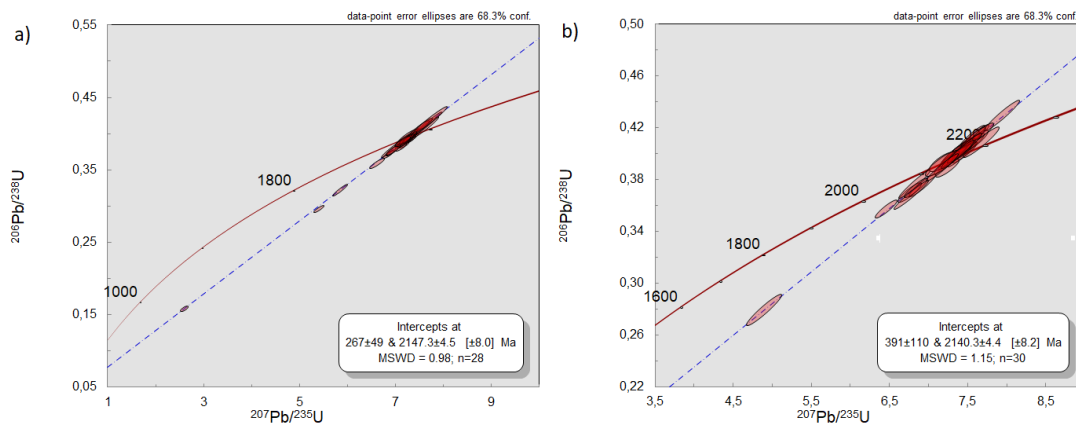 a)
data-point error ellipses are 68.3% conf.
0,55
0,45
0,35
0,25
0,15
0,05
²⁰⁶Pb/²³⁸U
1800
1000
Intercepts at
267±49 & 2147.3±4.5 [±8.0] Ma
MSWD = 0.98; n=28
1
3
5
7
9
²⁰⁷Pb/²³⁵U
b)
data-point error ellipses are 68.3% conf
0,50
0,46
0,42
0,38
0,34
0,30
0,26
0,22
²⁰⁶Pb/²³⁸U
2200
2000
1800
1600
Intercepts at
391±110 & 2140.3±4.4 [±8.2] Ma
MSWD = 1.15; n=30
3,5
4,5
5,5
6,5
7,5
8,5
²⁰⁷Pb/²³⁵U